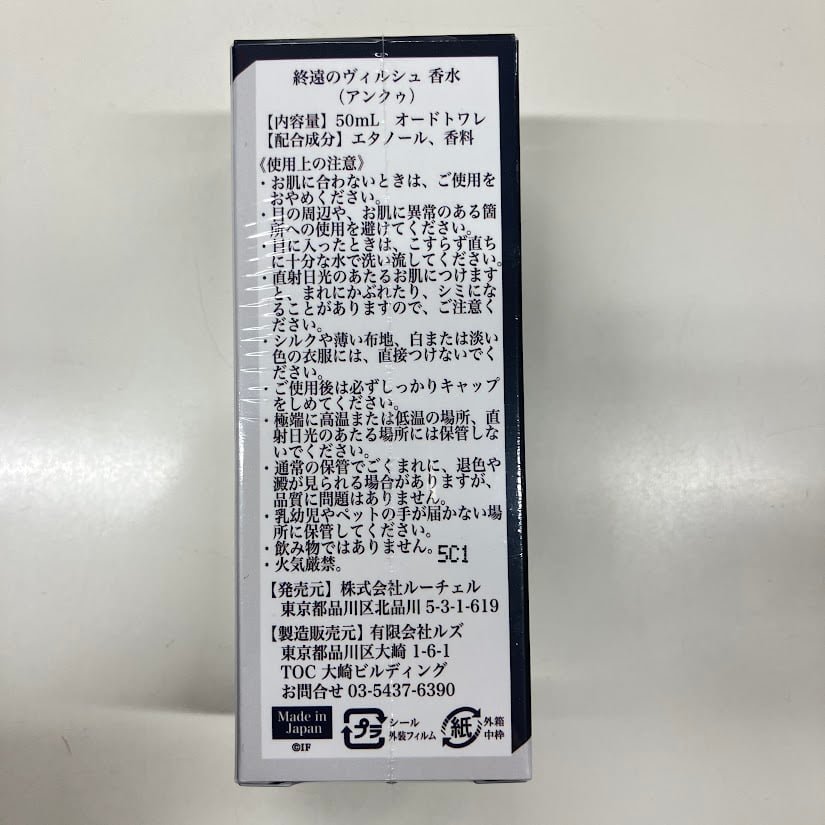 終遠のヴィルシュ 香水
（アンクゥ）
【内容量】50mL オードトワレ
【配合成分】エタノール、香料
《使用上の注意》
・お肌に合わないときは、ご使用を
おやめください。
・目の周辺や、お肌に異常のある箇
所への使用を避けてください。
・目に入ったときは、こすらず直ち
に十分な水で洗い流してください。
・直射日光のあたるお肌につけます
と、まれにかぶれたり、シミにな
ることがありますので、ご注意く
ださい。
・シルクや薄い布地、白または淡い
色の衣服には、直接つけないでく
ださい。
・ご使用後は必ずしっかりキャップ
をしめてください。
・極端に高温または低温の場所、直
射日光のあたる場所には保管しな
いでください。
・通常の保管でごくまれに、退色や
澱が見られる場合がありますが、
品質に問題はありません。
・乳幼児やペットの手が届かない場
所に保管してください。
・飲み物ではありません。
5C1
・火気厳禁。
【発売元】株式会社ルーチェル
東京都品川区北品川 5-3-1-619
【製造販売元】有限会社ルズ
東京都品川区大崎 1-6-1
TOC 大崎ビルディング
お問合せ 03-5437-6390
Made in
Japan
©IF
プラ
シール
外装フィルム
紙
外箱
中枠